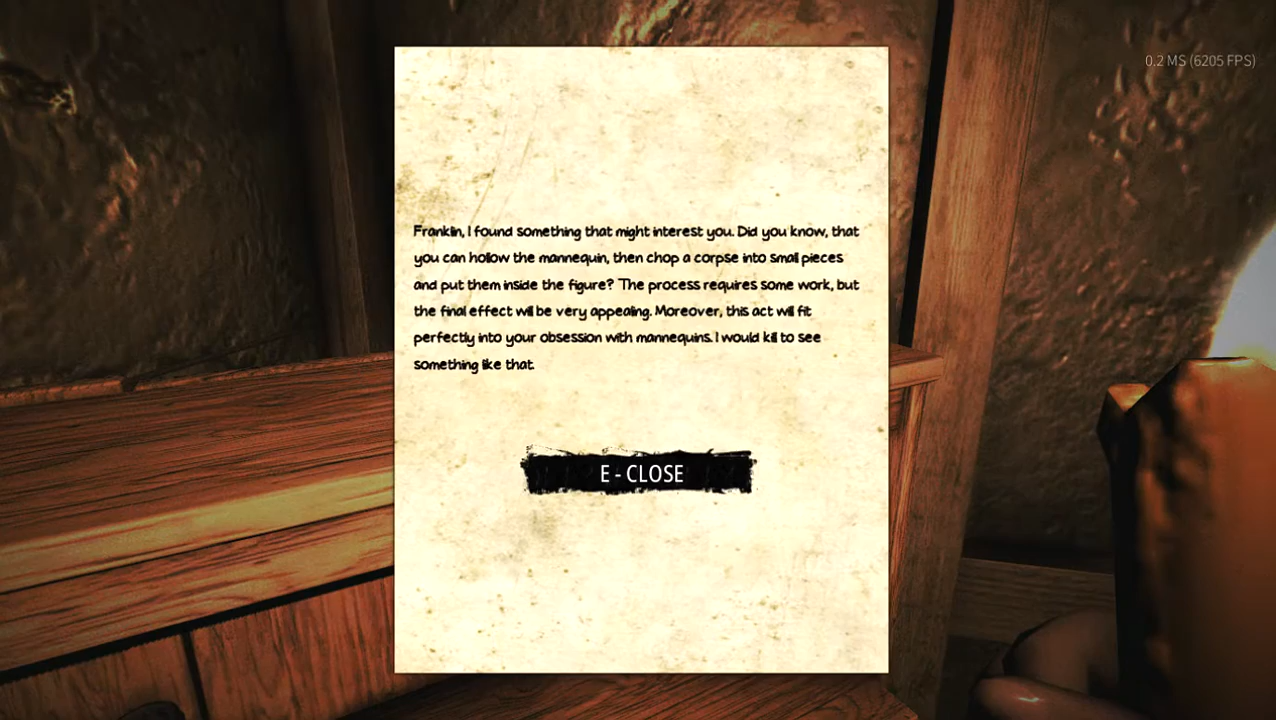 0.2 MS (6205 FPS)
Franklin, I found something that might interest you. Did you know, that
you can hollow the mannequin, then chop a corpse into small pieces
and put them inside the figure? The process requires some work, but
the final effect will be very appealing. Moreover, this act will fit
perfectly into your obsession with mannequins. I would kill to see
something like that.
E - CLOSE